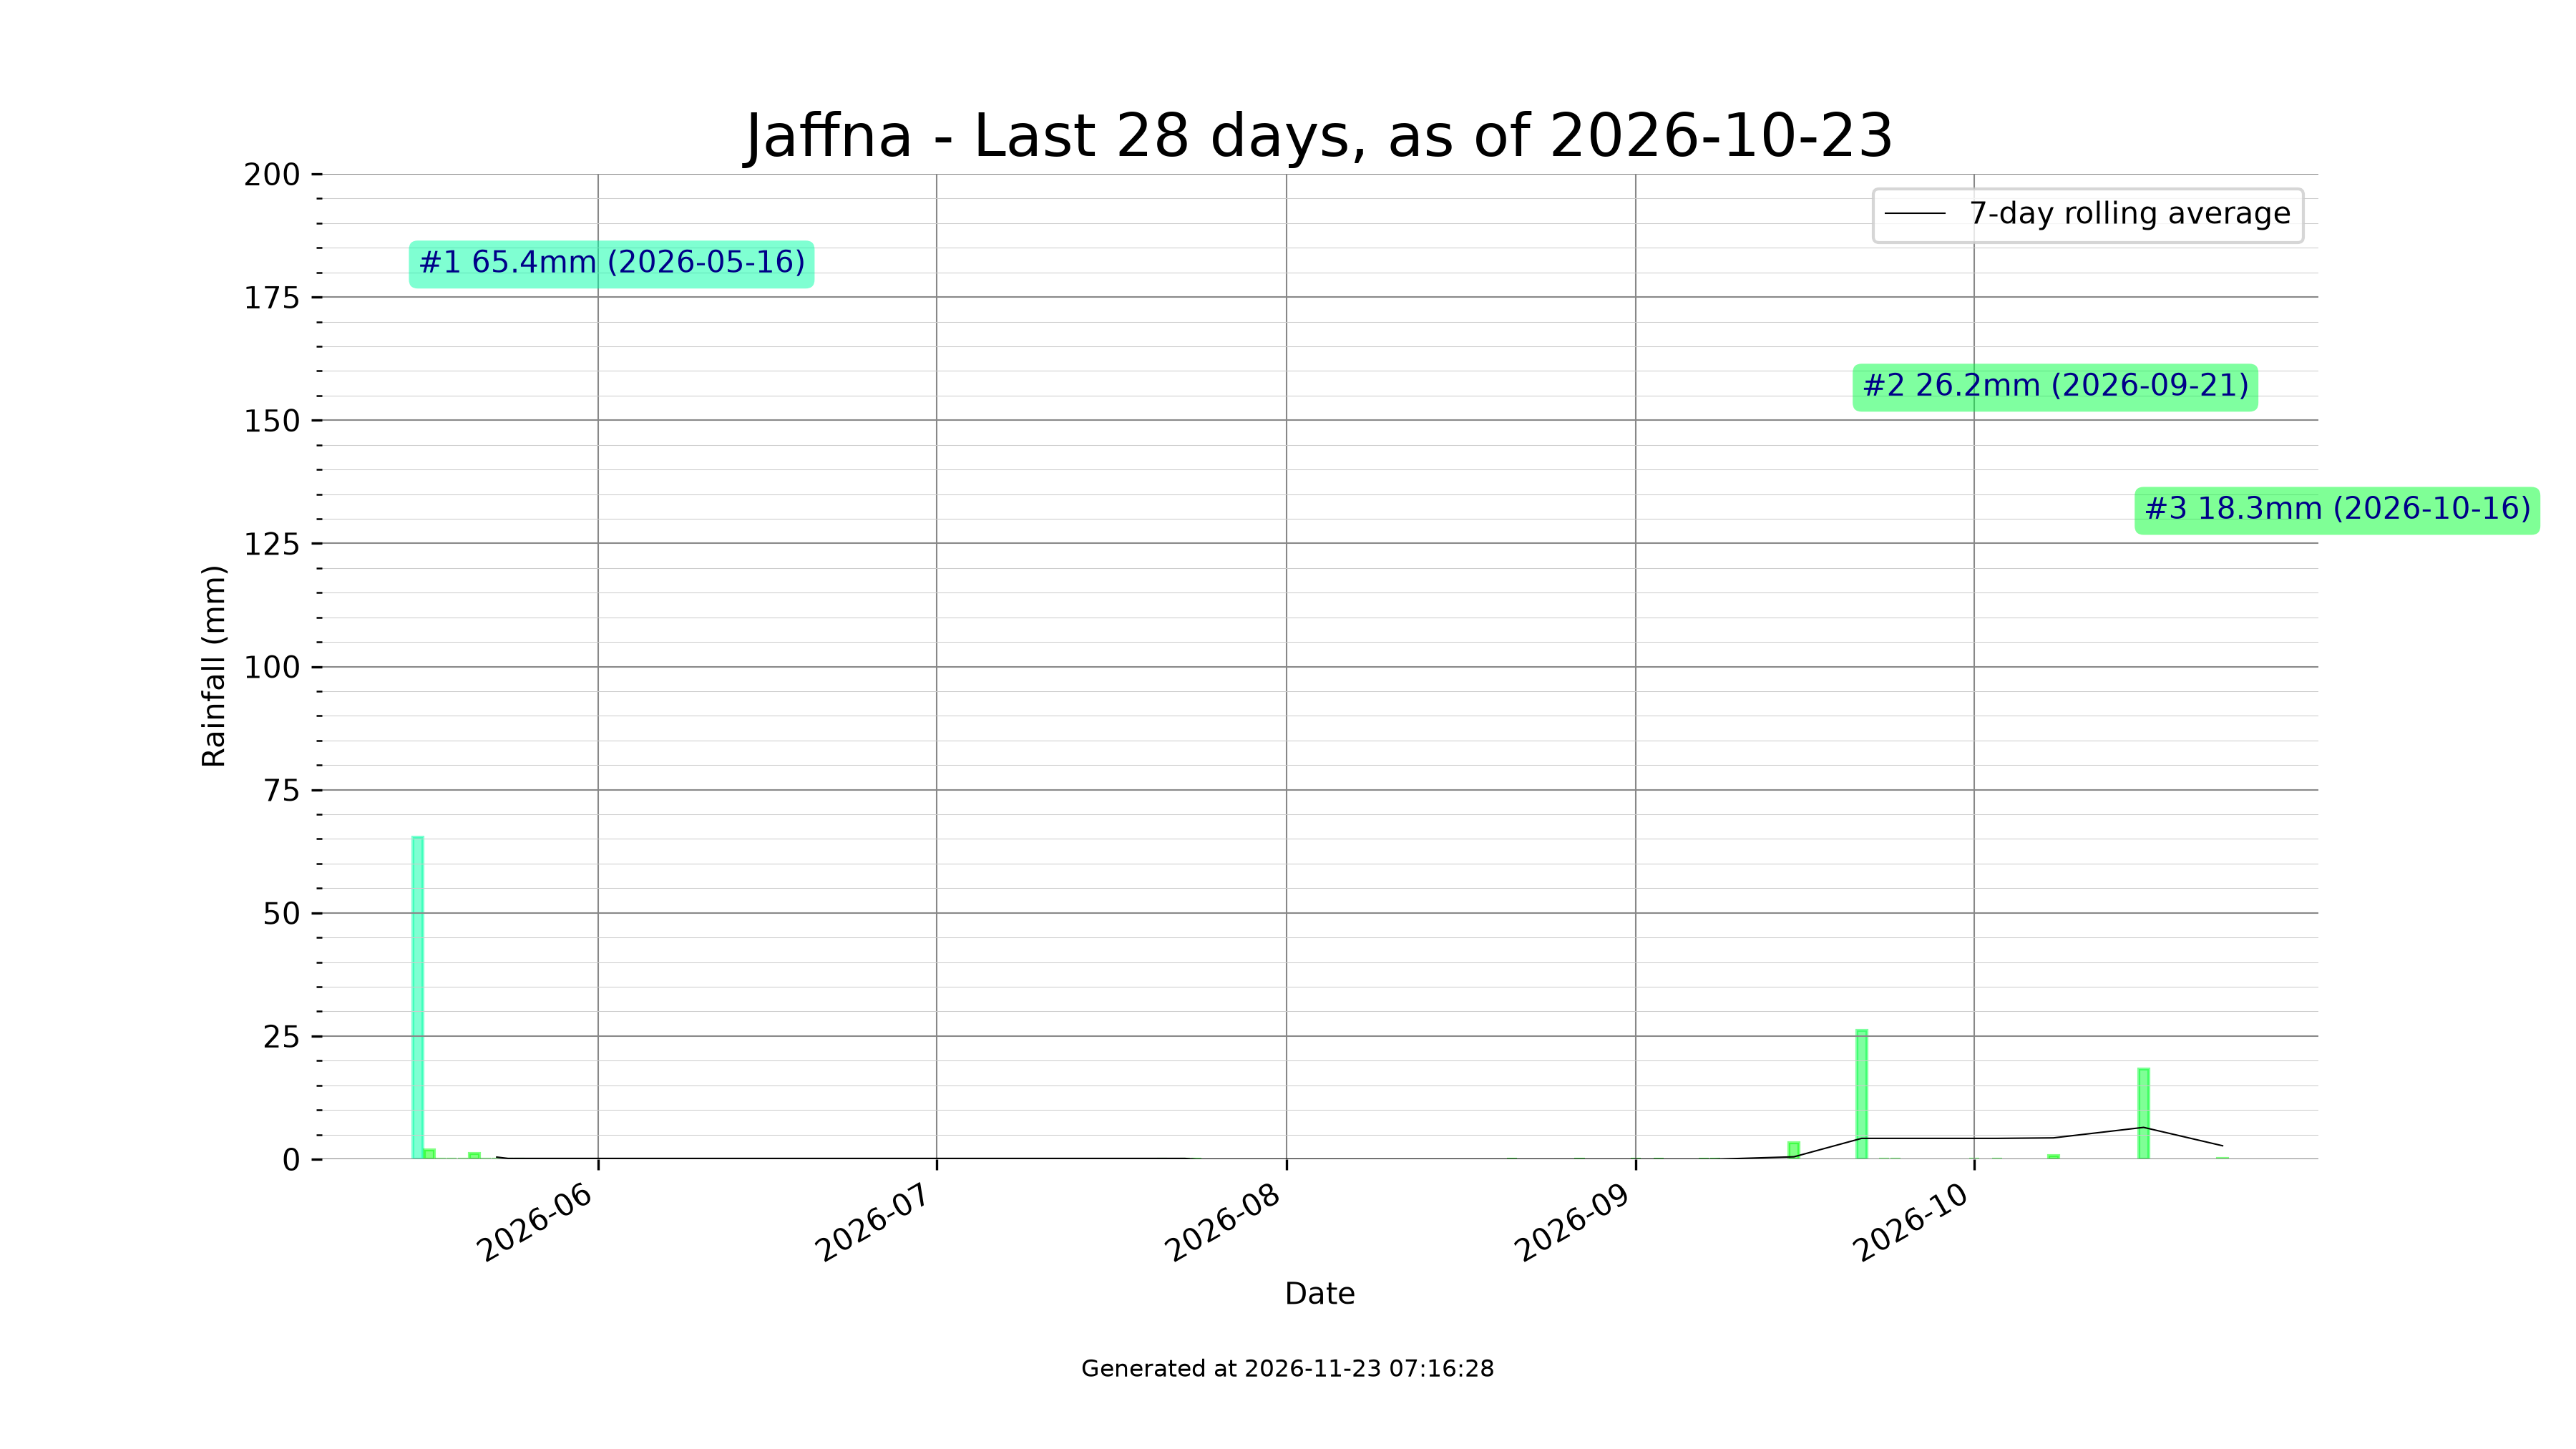 Jaffna - Last 28 days, as of 2026-10-23
200
175
150
125
100
75
50
25
0
Rainfall (mm)
7-day rolling average
#1 65.4mm (2026-05-16)
#2 26.2mm (2026-09-21)
#3 18.3mm (2026-10-16)
2026-06
2026-07
2026-08
2026-09
2026-10
Date
Generated at 2026-11-23 07:16:28